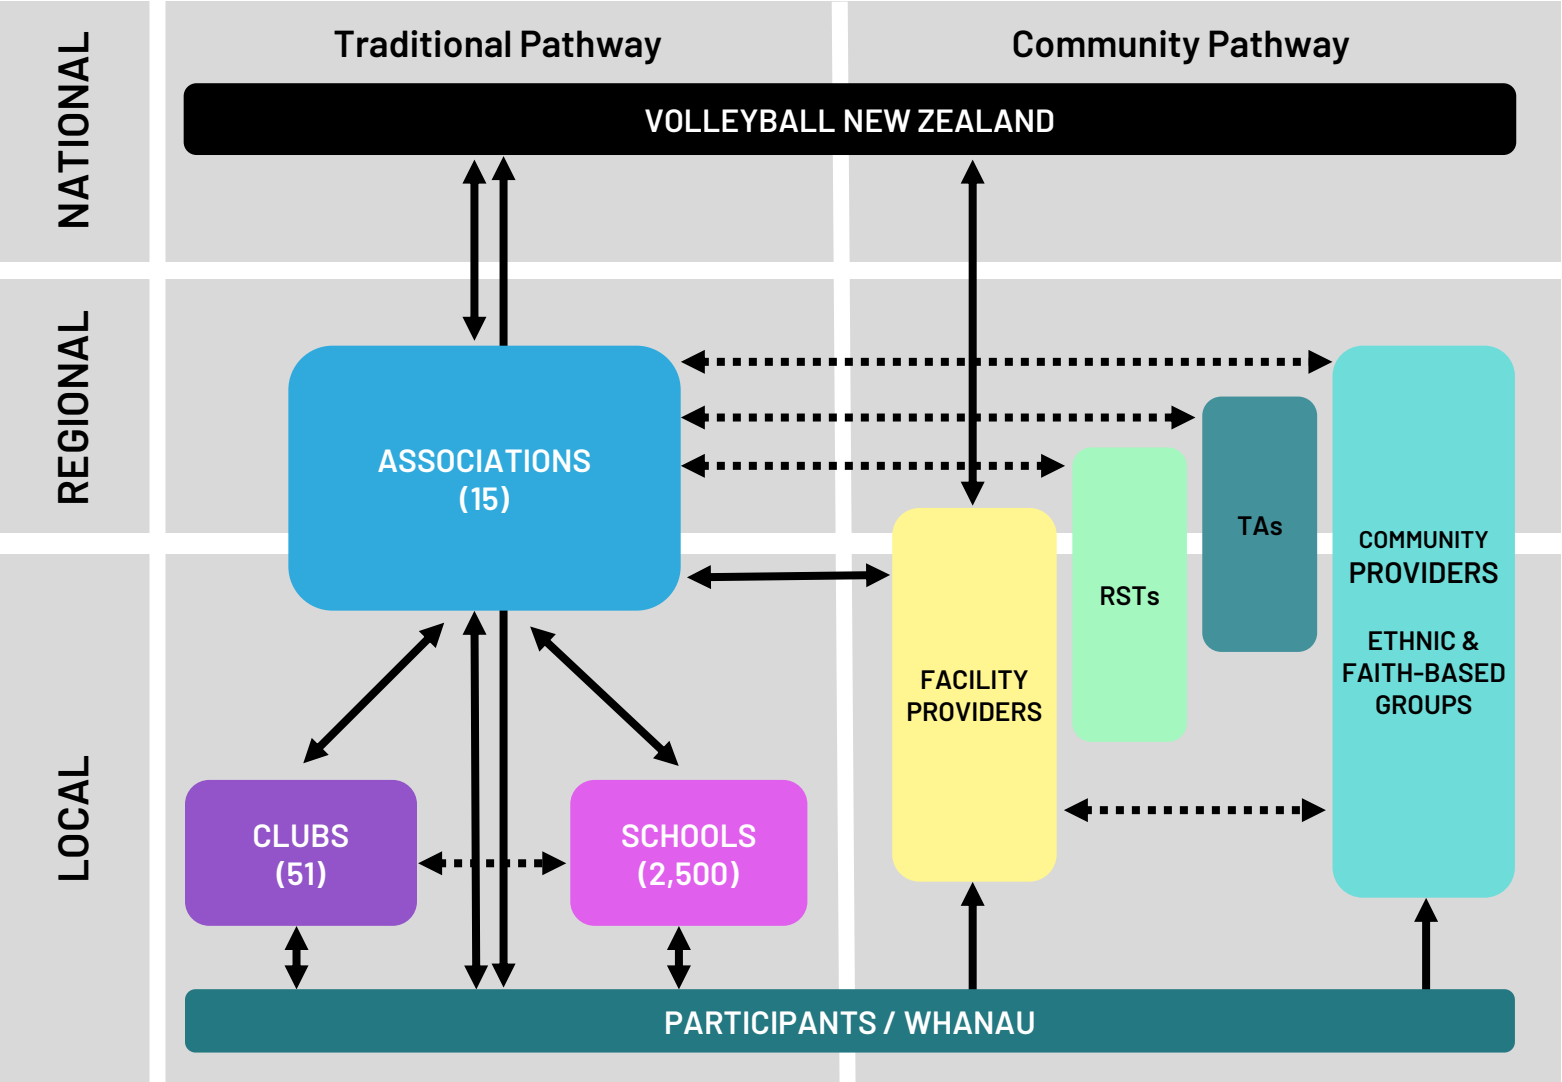 Traditional Pathway
Community Pathway
NATIONAL
VOLLEYBALL NEW ZEALAND
REGIONAL
ASSOCIATIONS
(15)
TAs
COMMUNITY
PROVIDERS
ETHNIC &
FAITH-BASED
GROUPS
RSTs
FACILITY
PROVIDERS
LOCAL
CLUBS
(51)
SCHOOLS
(2,500)
PARTICIPANTS / WHANAU